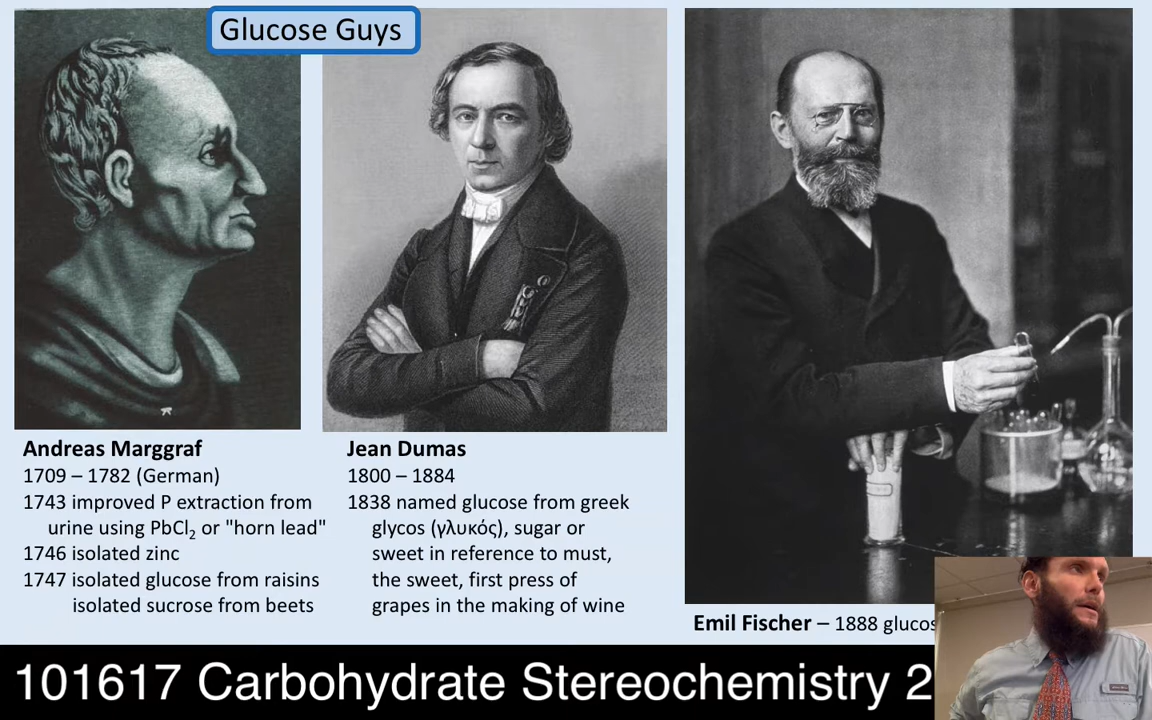 Glucose Guys
Andreas Marggraf
1709 – 1782 (German)
1743 improved P extraction from
urine using PbCl₂ or "horn lead"
1746 isolated zinc
1747 isolated glucose from raisins
isolated sucrose from beets
Jean Dumas
1800 – 1884
1838 named glucose from greek
glycos (γλυκός), sugar or
sweet in reference to must,
the sweet, first press of
grapes in the making of wine
Emil Fischer – 1888 glucos
101617 Carbohydrate Stereochemistry 2